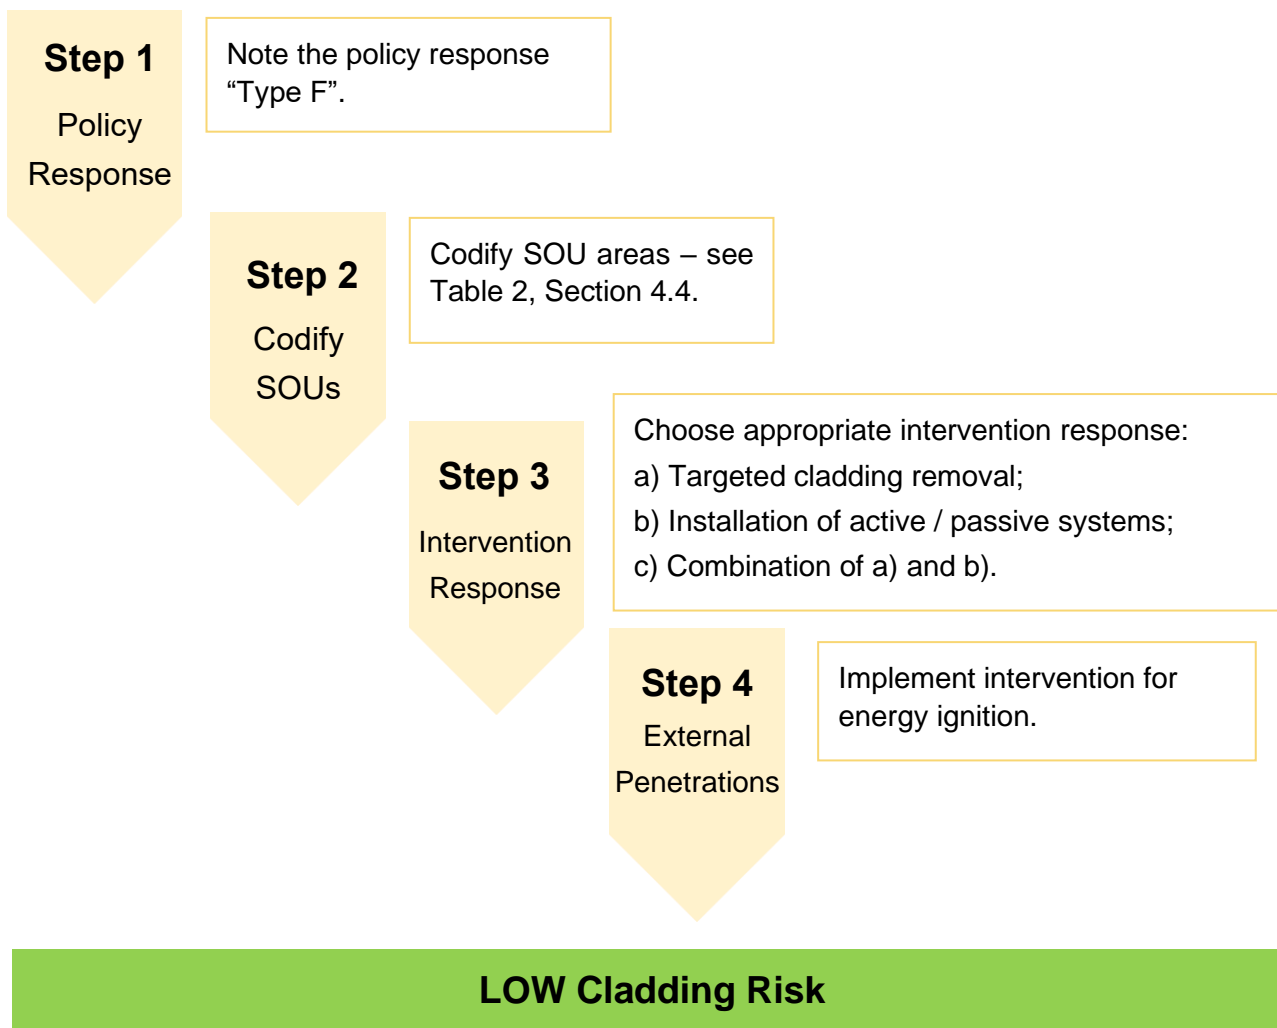 Step 1
Policy
Response
Note the policy response
“Type F”.
Step 2
Codify
SOUs
Codify SOU areas – see
Table 2, Section 4.4.
Step 3
Intervention
Response
Choose appropriate intervention response:
a) Targeted cladding removal;
b) Installation of active / passive systems;
c) Combination of a) and b).
Step 4
External
Penetrations
Implement intervention for
energy ignition.
LOW Cladding Risk